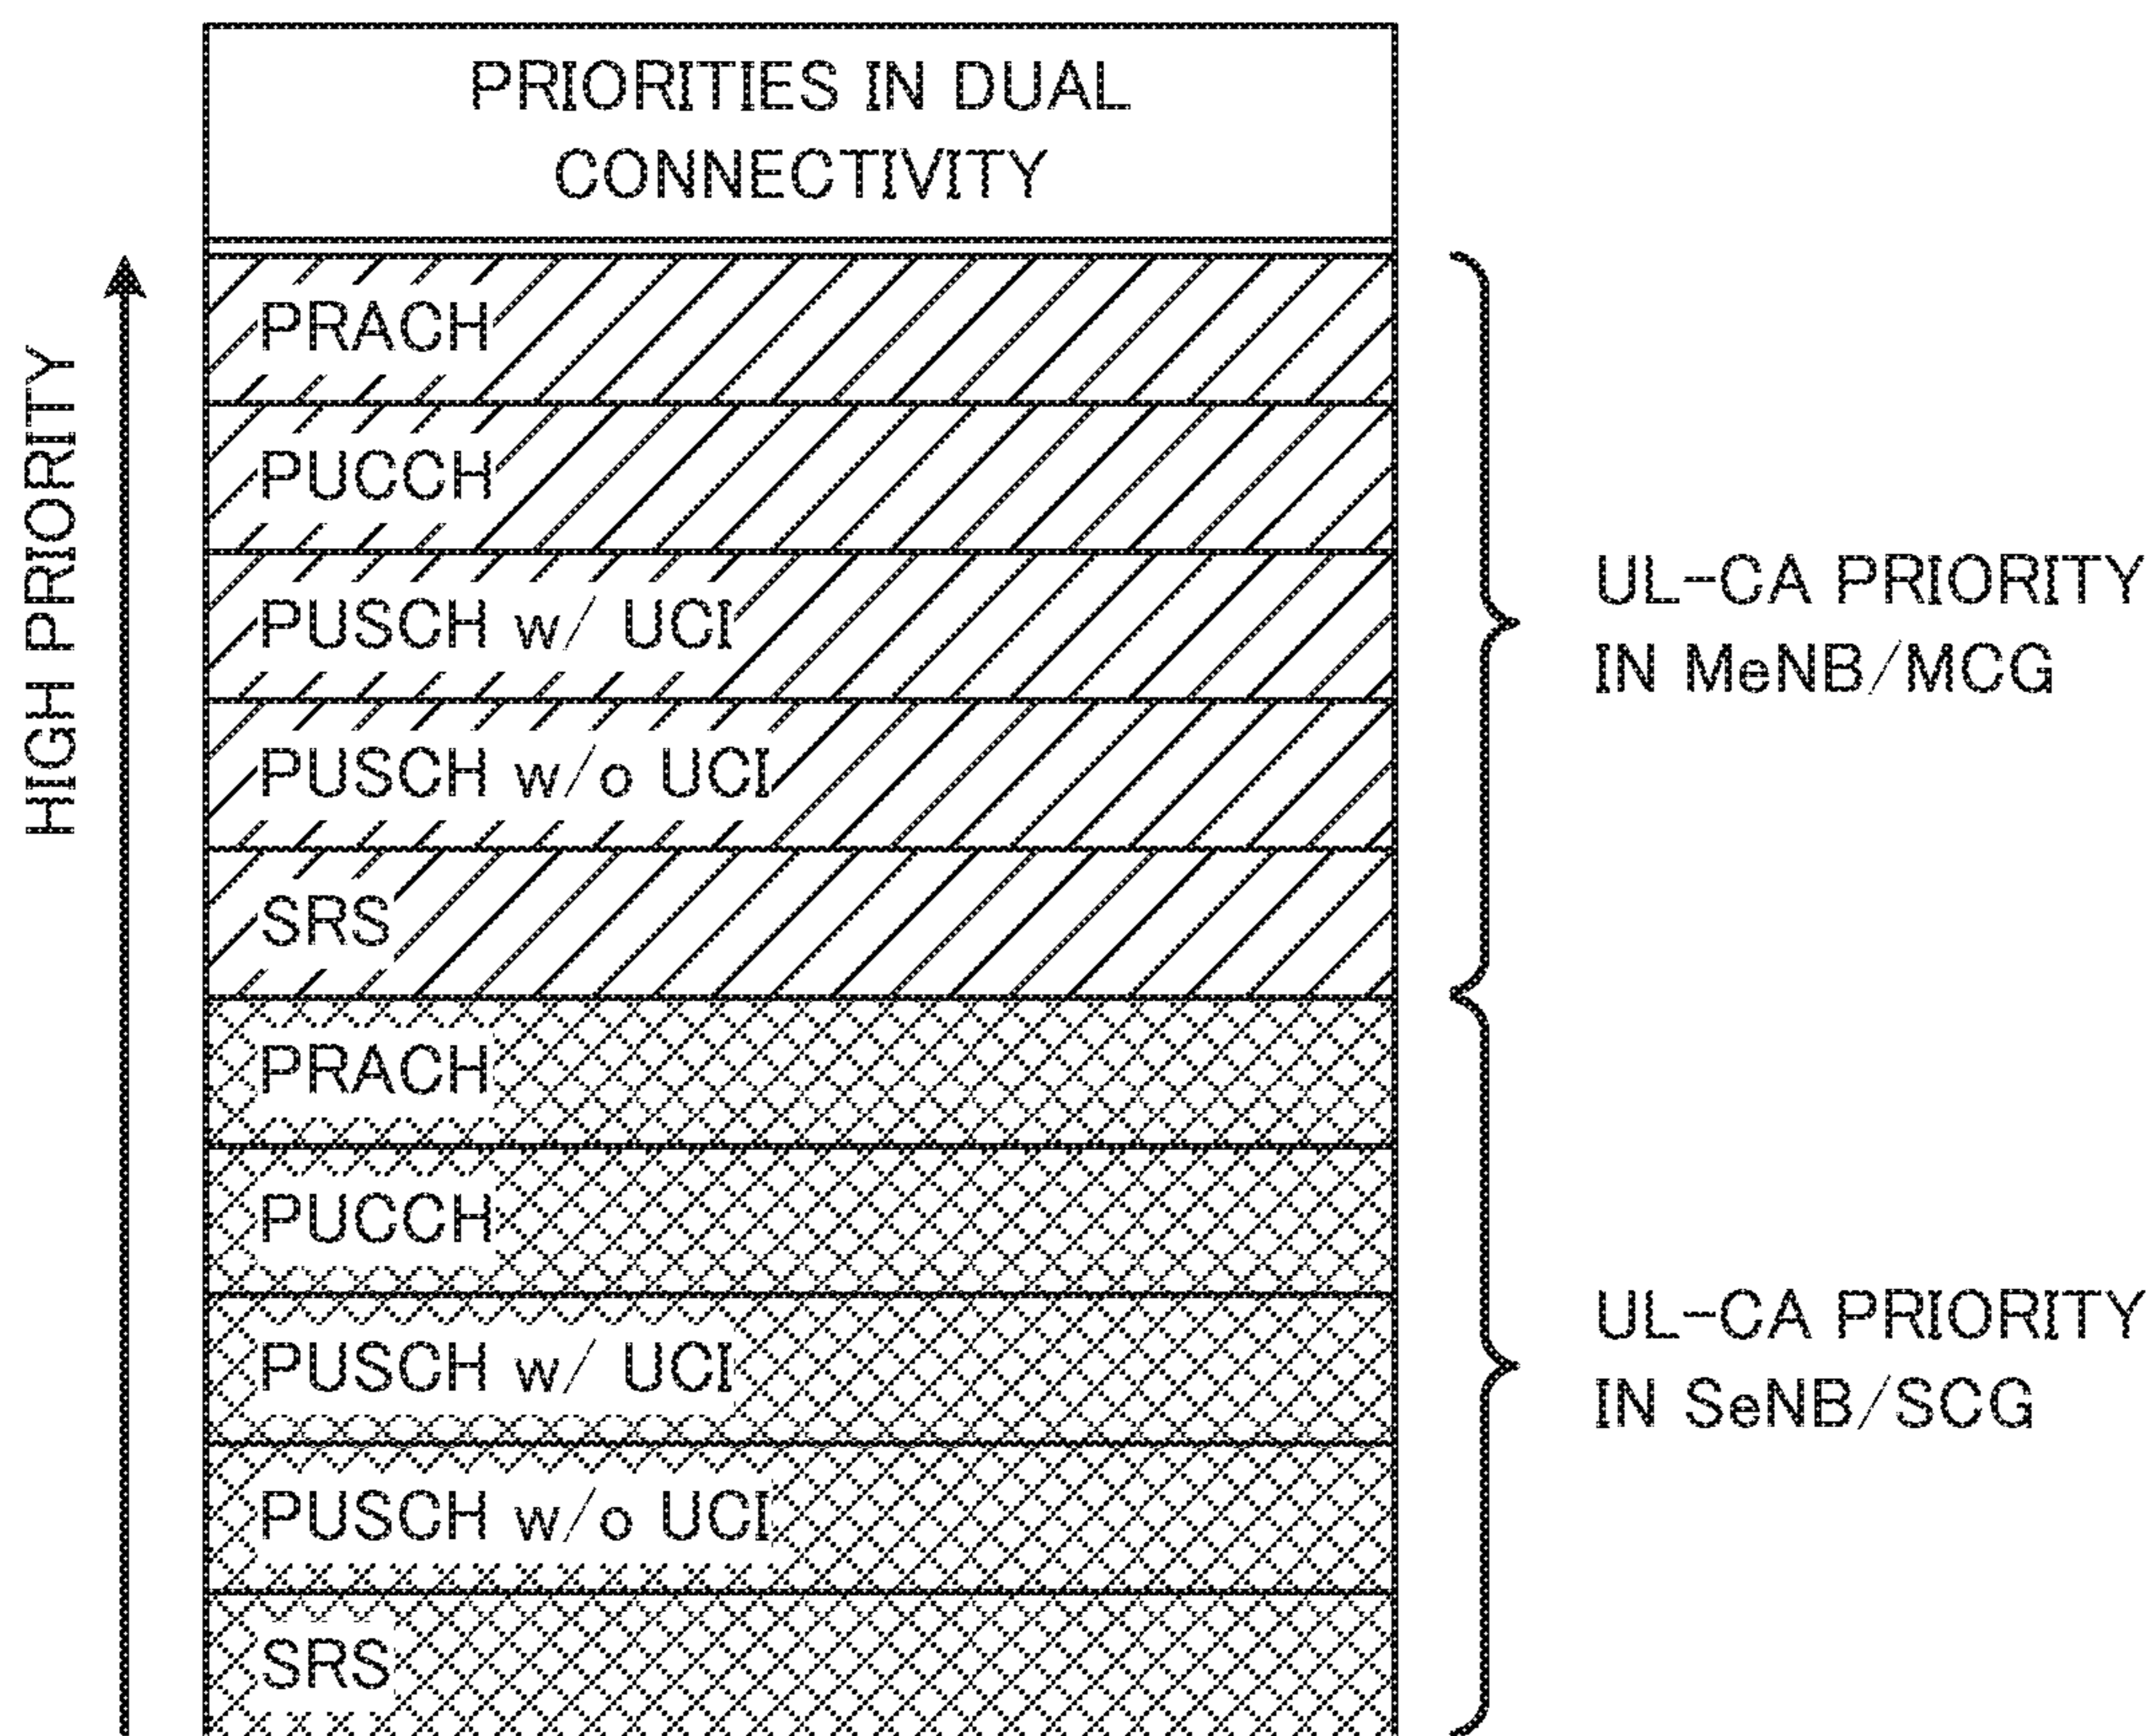 PRIORITIES IN DUAL
CONNECTIVITY
HIGH PRIORITY
PRACH
PUCCH
PUSCH w/ UCI
PUSCH w/o UCI
SRS
UL-CA PRIORITY
IN MeNB/MCG
PRACH
PUCCH
PUSCH w/ UCI
PUSCH w/o UCI
SRS
UL-CA PRIORITY
IN SeNB/SCG